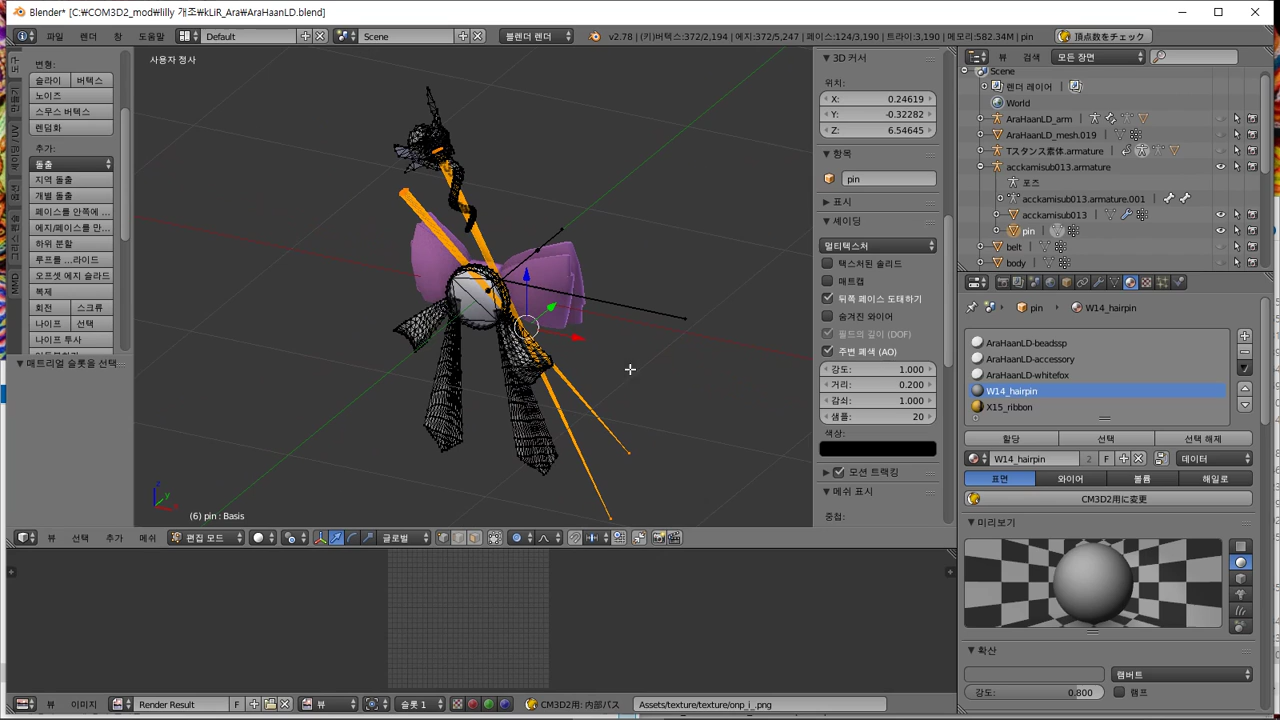 Blender* [C:₩COM3D2_mod₩lilly 개조₩kLiR_Ara₩AraHaanLD.blend]
파일 렌더 창 도움말 Default Scene 블렌더 렌더 v2.78 | (키)버텍스:372/2,194 | 에지:372/5,247 | 페이스:124/3,190 | 트라이:3,190 | 메모리:582.34M | pin 頂点数をチェック
변형:
슬라이 버텍스
노이즈
스무스 버텍스
랜덤화
추가:
돌출
지역 돌출
개별 돌출
페이스를 안쪽에 ...
에지/페이스를 만...
하위 분할
루프를 ...라이드
오프셋 에지 슬라드
복제
회전 스크류
나이프 선택
나이프 투사
매트리얼 슬롯을 선택
MMD
사용자 정사
(6) pin : Basis
3D 커서
위치:
X: 0.24619
Y: -0.32282
Z: 6.54645
항목
pin
표시
셰이딩
멀티텍스처
텍스처된 솔리드
매트캡
뒤쪽 페이스 도태하기
숨겨진 와이어
필드의 깊이 (DOF)
주변 폐색 (AO)
강도: 1.000
거리: 0.200
감쇠: 1.000
샘플: 20
색상:
모션 트랙킹
메쉬 표시
중첩:
뷰 선택 추가 메쉬 편집 모드 글로벌
뷰 이미지 Render Result F 뷰 슬롯 1 CM3D2用: 内部パス Assets/texture/texture/onp_i_.png
뷰 검색 모든 장면
Scene
렌더 레이어
World
AraHaanLD_arm
AraHaanLD_mesh.019
Tスタンス素体.armature
acckamisub013.armature
포즈
acckamisub013.armature.001
acckamisub013
pin
belt
body
pin W14_hairpin
AraHaanLD-beadssp
AraHaanLD-accessory
AraHaanLD-whitefox
W14_hairpin
X15_ribbon
할당 선택 선택 해제
W14_hairpin 2 F 데이터
표면 와이어 볼륨 헤일로
CM3D2用に変更
미리보기
확산
램버트
강도: 0.800 램프